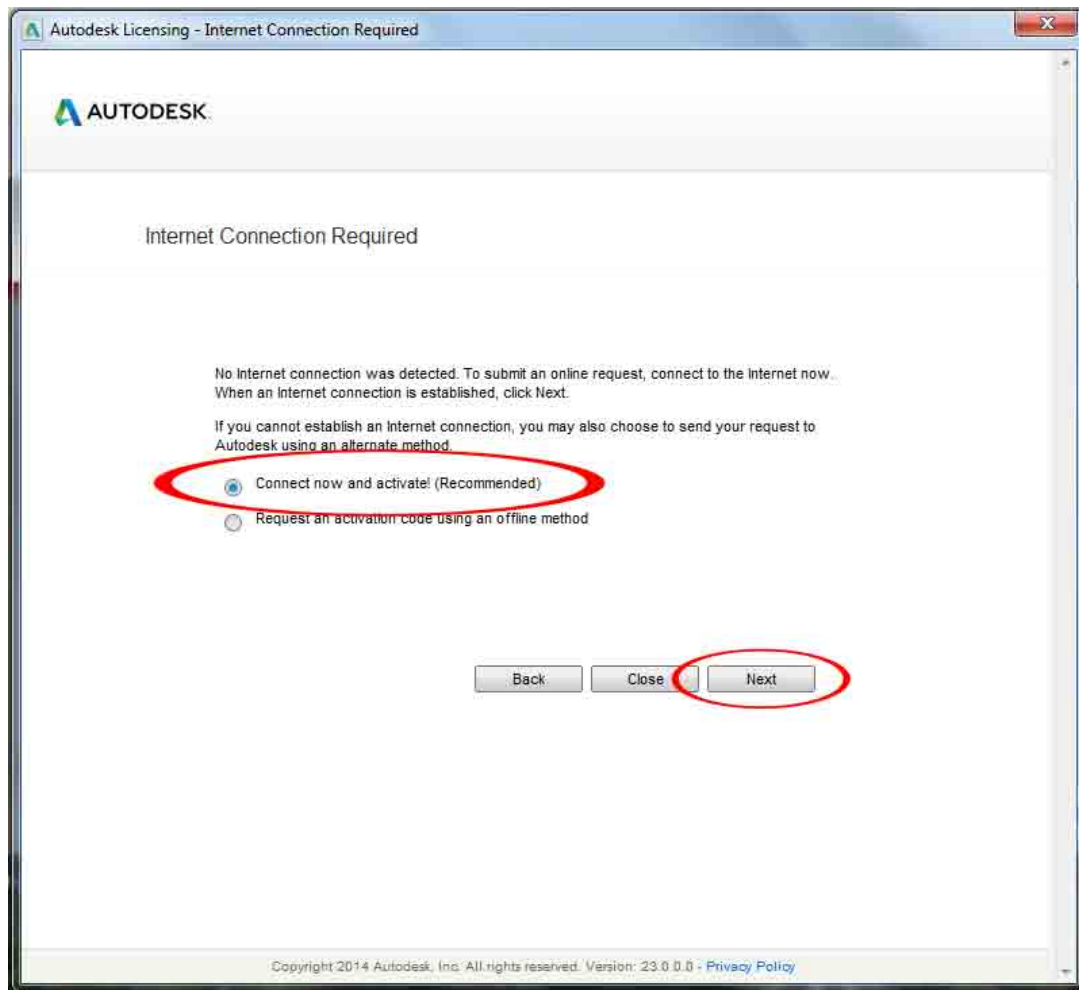 Autodesk Licensing - Internet Connection Required
AUTODESK.
Internet Connection Required
No Internet connection was detected. To submit an online request, connect to the Internet now.
When an Internet connection is established, click Next.
If you cannot establish an Internet connection, you may also choose to send your request to
Autodesk using an alternate method.
Connect now and activate! (Recommended)
Request an activation code using an offline method
Back Close Next
Copyright 2014 Autodesk, Inc. All rights reserved. Version: 23.0.0.0 - Privacy Policy